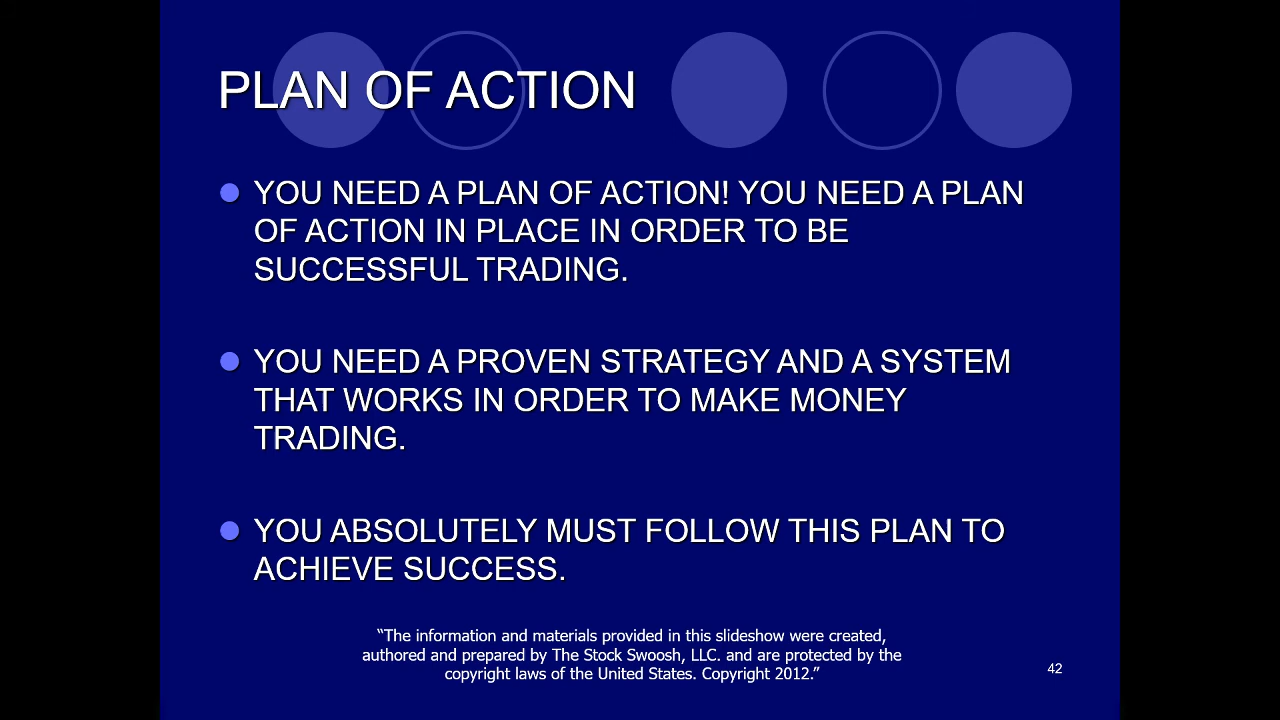 PLAN OF ACTION
YOU NEED A PLAN OF ACTION! YOU NEED A PLAN
OF ACTION IN PLACE IN ORDER TO BE
SUCCESSFUL TRADING.
YOU NEED A PROVEN STRATEGY AND A SYSTEM
THAT WORKS IN ORDER TO MAKE MONEY
TRADING.
YOU ABSOLUTELY MUST FOLLOW THIS PLAN TO
ACHIEVE SUCCESS.
“The information and materials provided in this slideshow were created,
authored and prepared by The Stock Swoosh, LLC. and are protected by the
copyright laws of the United States. Copyright 2012.”
42